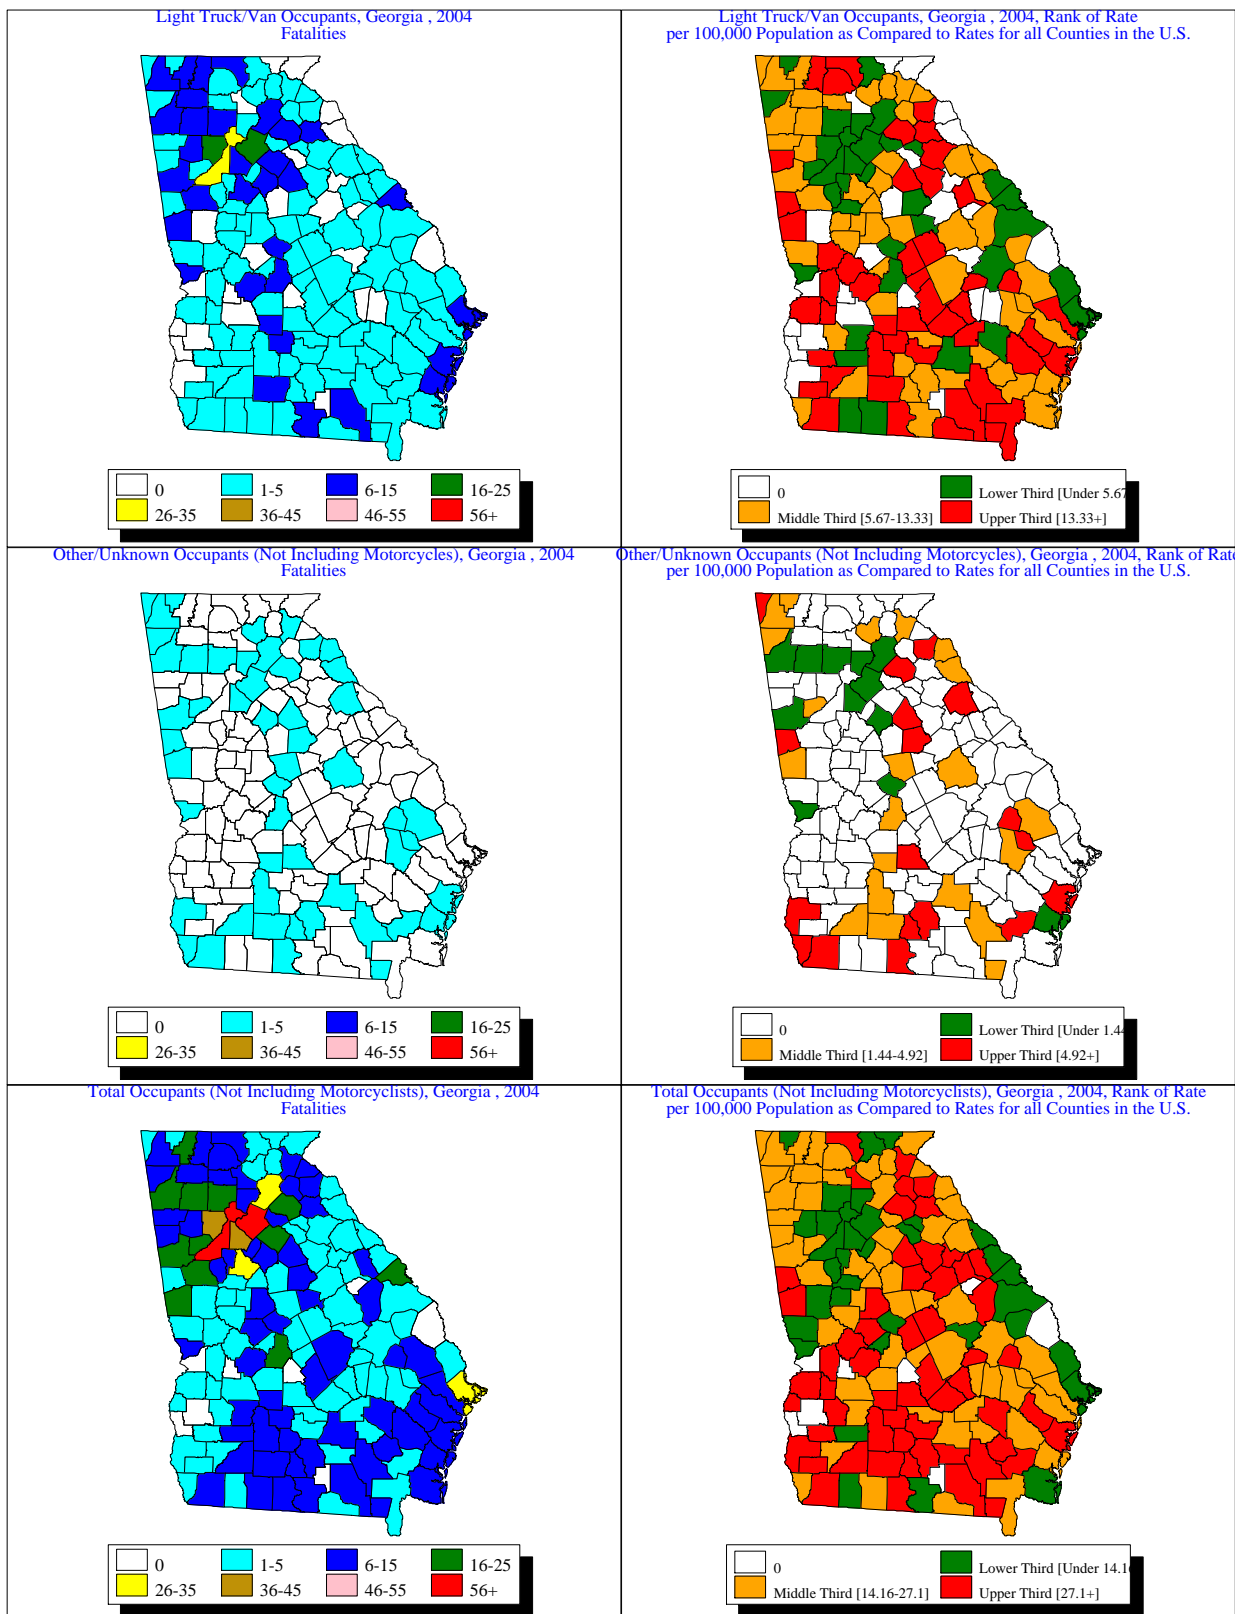 Light Truck/Van Occupants, Georgia , 2004
Fatalities
0
1-5
6-15
16-25
26-35
36-45
46-55
56+
Light Truck/Van Occupants, Georgia , 2004, Rank of Rate
per 100,000 Population as Compared to Rates for all Counties in the U.S.
0
Lower Third [Under 5.67
Middle Third [5.67-13.33]
Upper Third [13.33+]
Other/Unknown Occupants (Not Including Motorcycles), Georgia , 2004
Fatalities
0
1-5
6-15
16-25
26-35
36-45
46-55
56+
Other/Unknown Occupants (Not Including Motorcycles), Georgia , 2004, Rank of Rate
per 100,000 Population as Compared to Rates for all Counties in the U.S.
0
Lower Third [Under 1.44
Middle Third [1.44-4.92]
Upper Third [4.92+]
Total Occupants (Not Including Motorcyclists), Georgia , 2004
Fatalities
0
1-5
6-15
16-25
26-35
36-45
46-55
56+
Total Occupants (Not Including Motorcyclists), Georgia , 2004, Rank of Rate
per 100,000 Population as Compared to Rates for all Counties in the U.S.
0
Lower Third [Under 14.16
Middle Third [14.16-27.1]
Upper Third [27.1+]